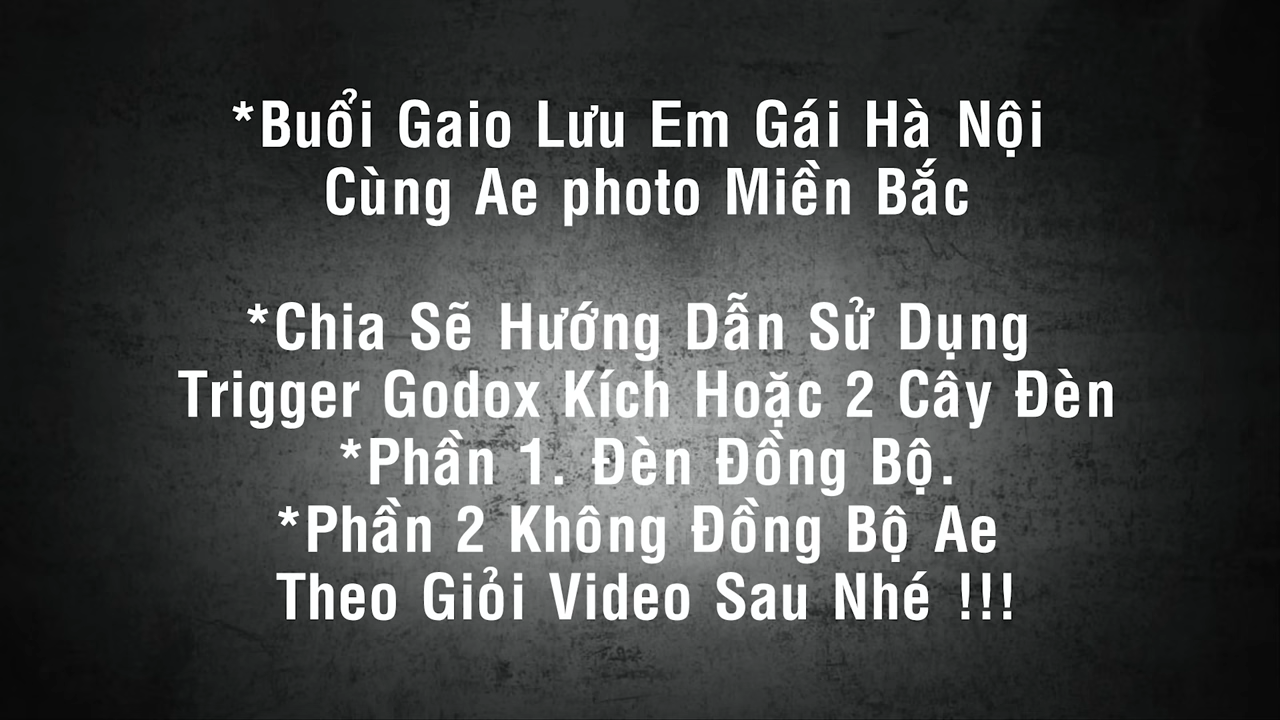 *Buổi Gaio Lưu Em Gái Hà Nội
Cùng Ae photo Miền Bắc
*Chia Sẽ Hướng Dẫn Sử Dụng
Trigger Godox Kích Hoặc 2 Cây Đèn
*Phần 1. Đèn Đồng Bộ.
*Phần 2 Không Đồng Bộ Ae
Theo Giỏi Video Sau Nhé !!!